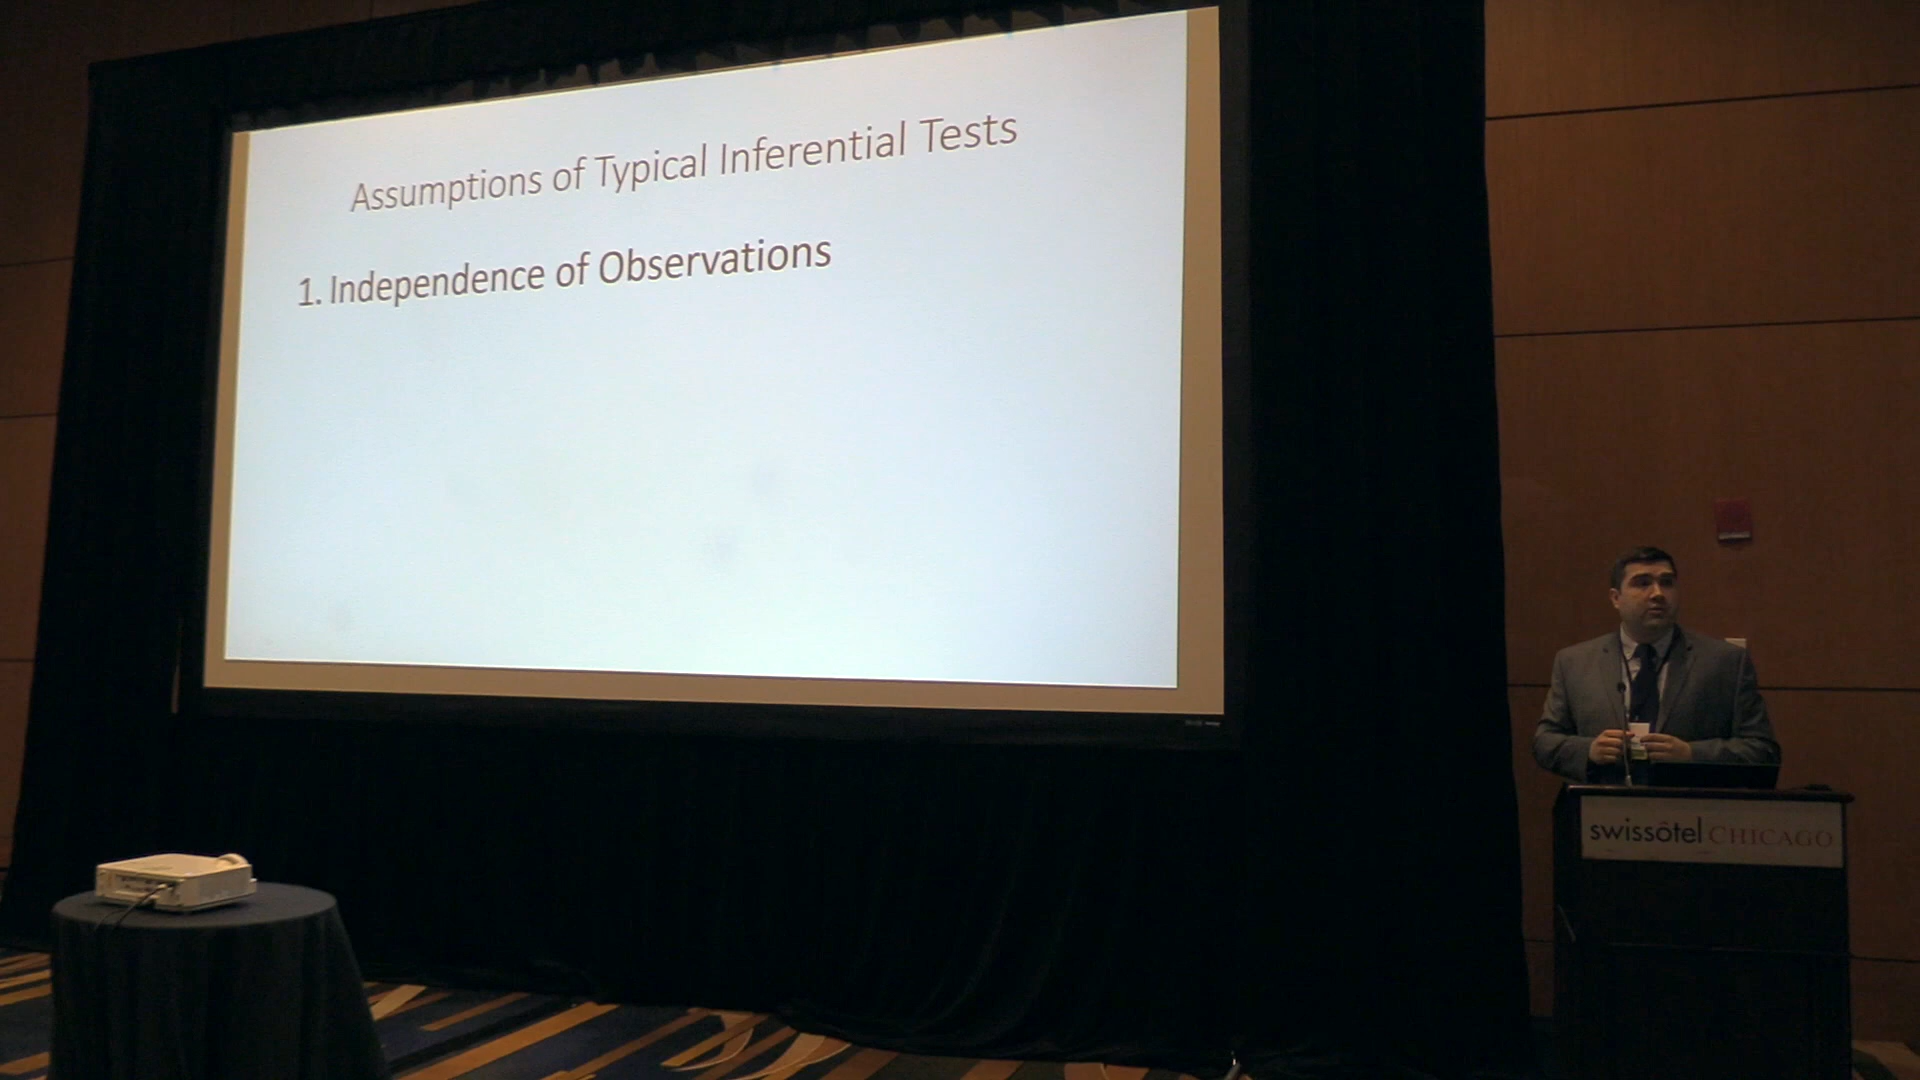 Assumptions of Typical Inferential Tests
1. Independence of Observations
swissôtel CHICAGO